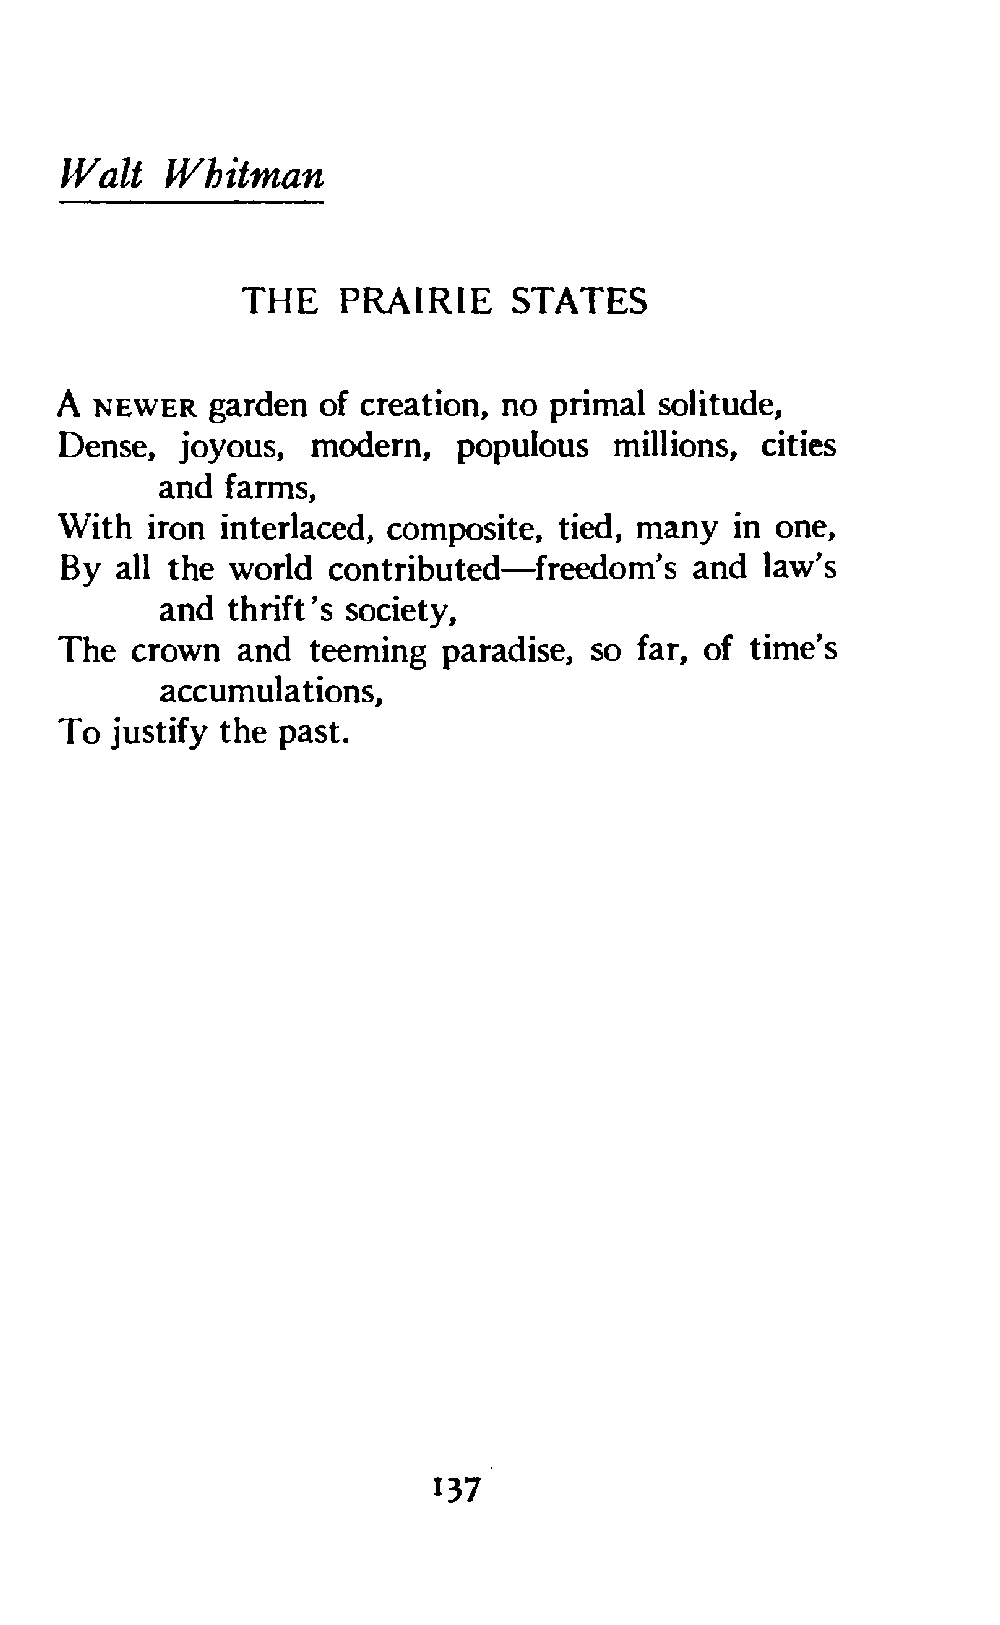 Walt Whitman
THE PRAIRIE STATES
A NEWER garden of creation, no primal solitude,
Dense, joyous, modern, populous millions, cities
and farms,
With iron interlaced, composite, tied, many in one,
By all the world contributed—freedom's and law's
and thrift's society,
The crown and teeming paradise, so far, of time's
accumulations,
To justify the past.
137